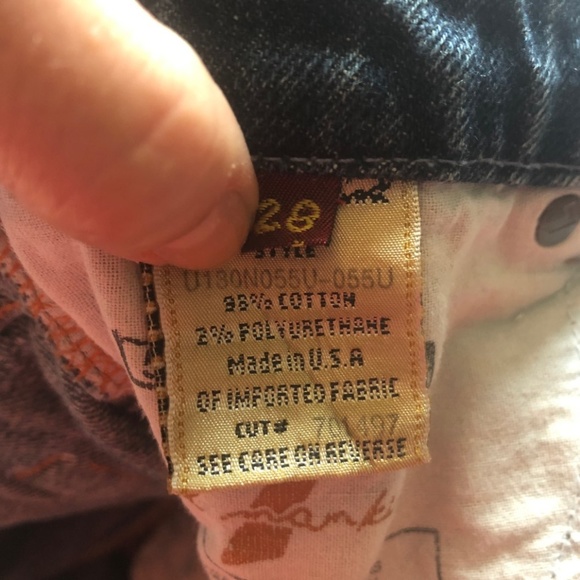 28
STYLE
U130N055U-055U
98% COTTON
2% POLYURETHANE
Made in U.S.A
OF IMPORTED FABRIC
CUT#
SEE CARE ON REVERSE